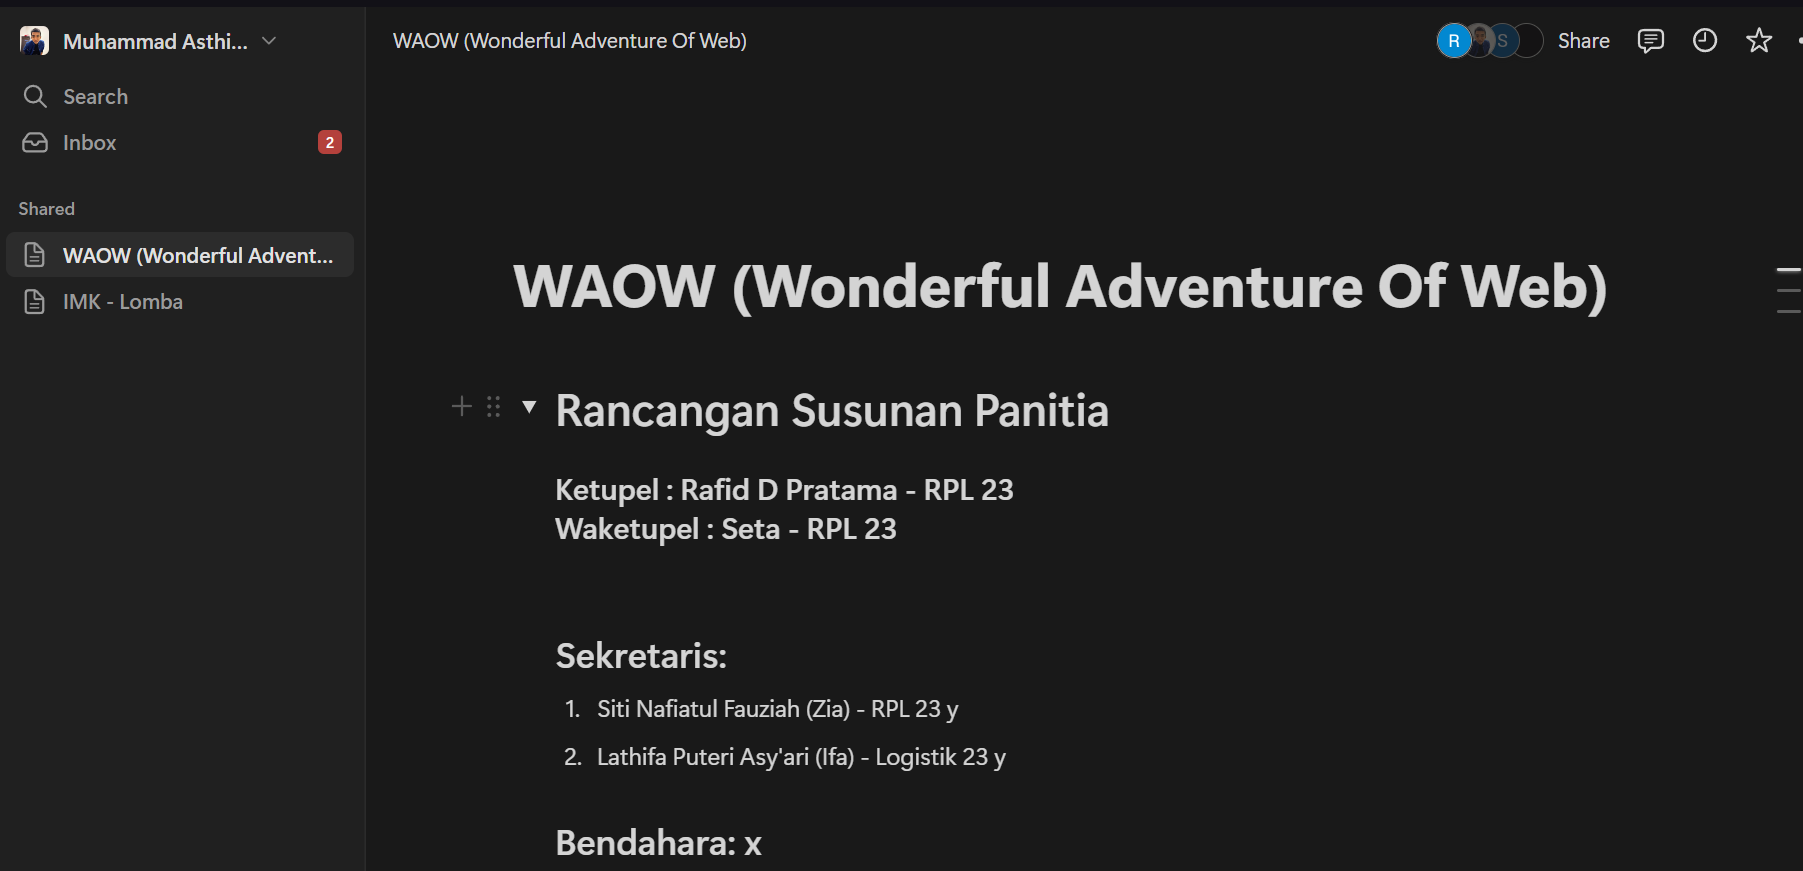 Muhammad Asthi...
Search
Inbox
2
Shared
WAOW (Wonderful Advent...
IMK - Lomba
WAOW (Wonderful Adventure Of Web)
R
S
Share
WAOW (Wonderful Adventure Of Web)
Rancangan Susunan Panitia
Ketupel : Rafid D Pratama - RPL 23
Waketupel : Seta - RPL 23
Sekretaris:
1. Siti Nafiatul Fauziah (Zia) - RPL 23 y
2. Lathifa Puteri Asy'ari (Ifa) - Logistik 23 y
Bendahara: x